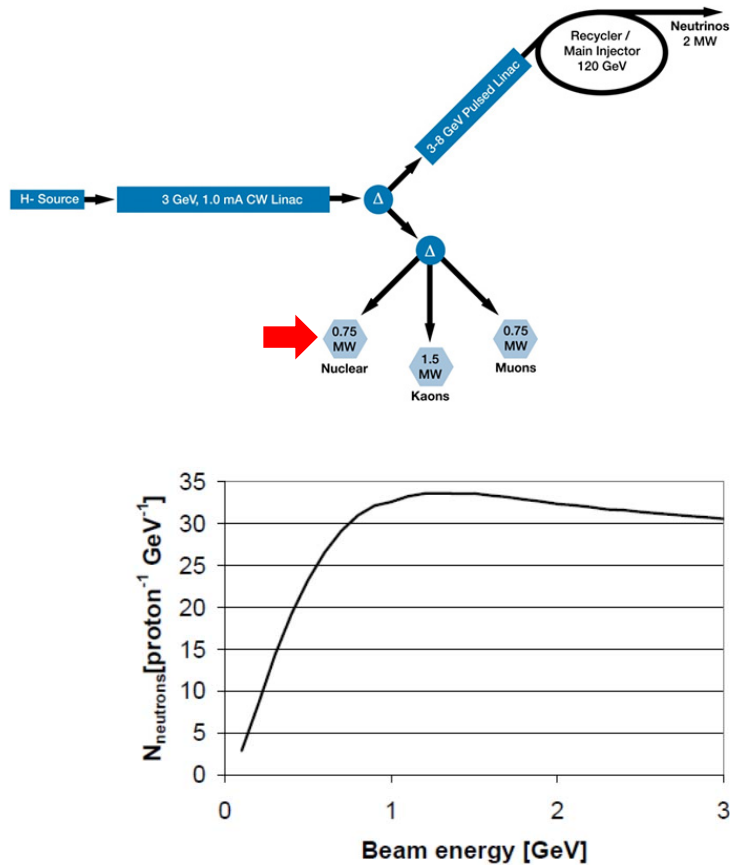 Neutrinos
2 MW
Recycler /
Main Injector
120 GeV
3-8 GeV Pulsed Linac
H- Source
3 GeV, 1.0 mA CW Linac
Δ
Δ
0.75
MW
Nuclear
1.5
MW
Kaons
0.75
MW
Muons
35
30
25
20
15
10
5
0
N_neutrons[proton⁻¹ GeV⁻¹]
0
1
2
3
Beam energy [GeV]